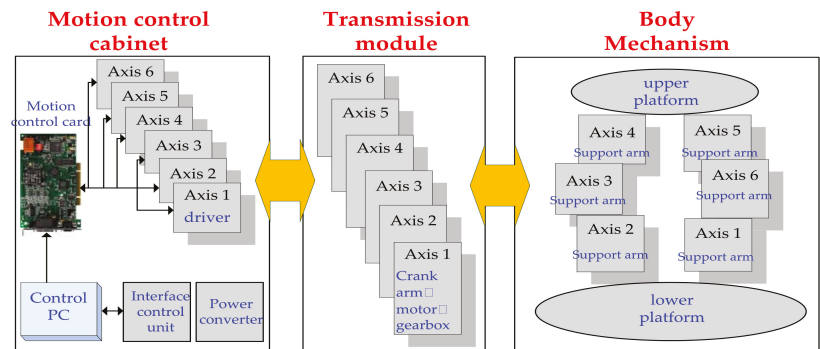 Motion control
cabinet
Axis 6
Axis 5
Axis 4
Axis 3
Axis 2
Axis 1
driver
Motion
control card
Control
PC
Interface
control
unit
Power
converter
Transmission
module
Axis 6
Axis 5
Axis 4
Axis 3
Axis 2
Axis 1
Crank
arm□
motor□
gearbox
Body
Mechanism
upper
platform
Axis 4
Support arm
Axis 5
Support arm
Axis 3
Support arm
Axis 6
Support arm
Axis 2
Support arm
Axis 1
Support arm
lower
platform